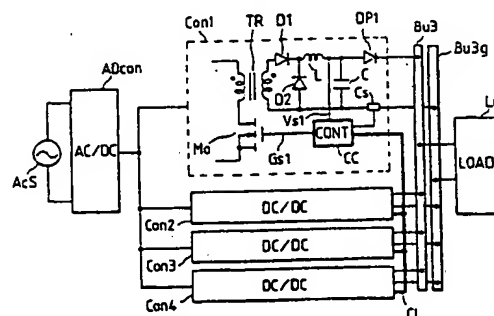 Con1
TR
D1
DP1
Bu3
Bu3g
ADcon
L
C
D2
Cs
Vs1
AC/DC
Mo
CONT
LOAD
AcS
Gs1
CC
DC/DC
Con2
DC/DC
Con3
DC/DC
Con4